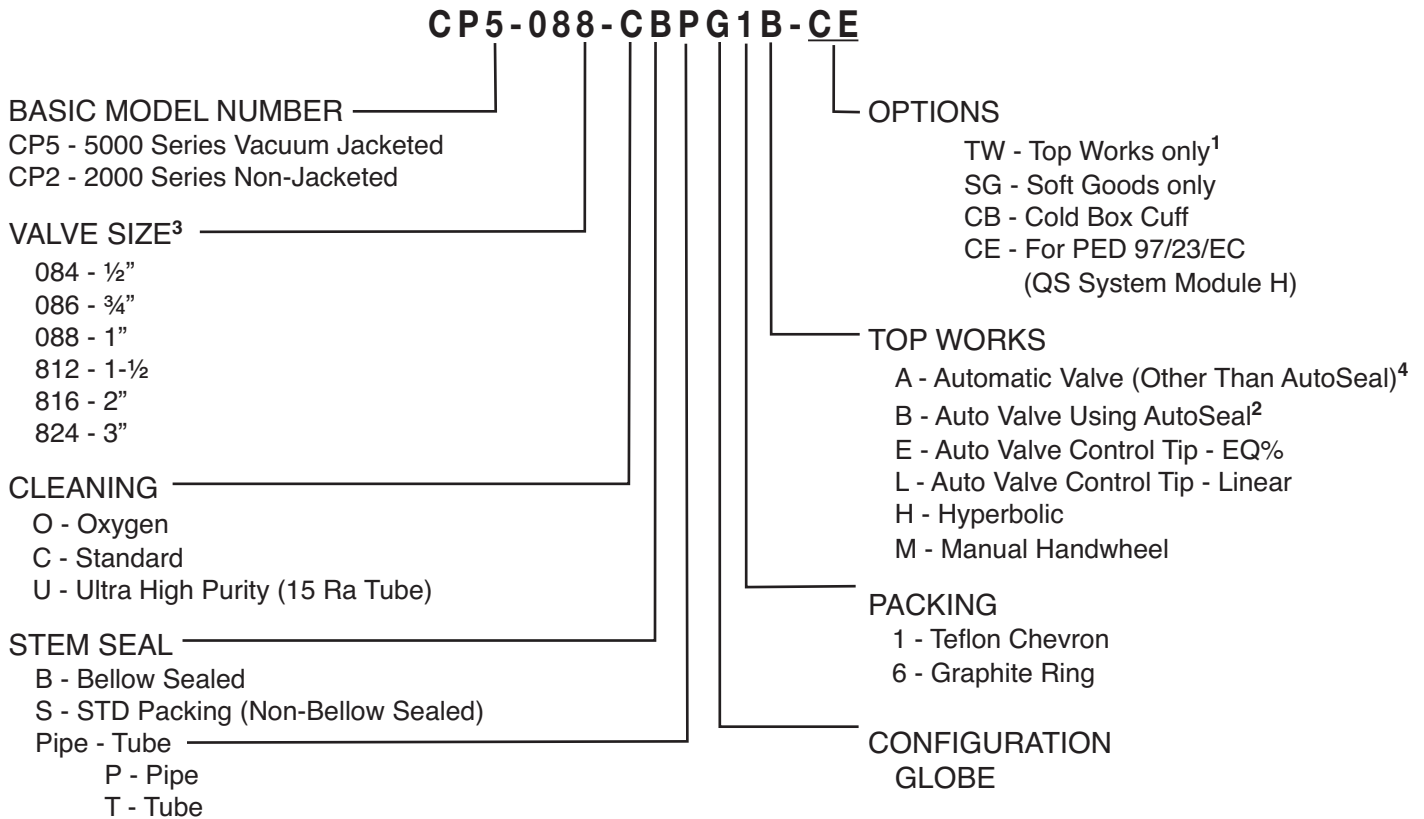 CP5-088-CBPG1B-CE
BASIC MODEL NUMBER
CP5 - 5000 Series Vacuum Jacketed
CP2 - 2000 Series Non-Jacketed
VALVE SIZE³
084 - ½”
086 - ¾”
088 - 1”
812 - 1-½
816 - 2”
824 - 3”
CLEANING
O - Oxygen
C - Standard
U - Ultra High Purity (15 Ra Tube)
STEM SEAL
B - Bellow Sealed
S - STD Packing (Non-Bellow Sealed)
Pipe - Tube
P - Pipe
T - Tube
OPTIONS
TW - Top Works only¹
SG - Soft Goods only
CB - Cold Box Cuff
CE - For PED 97/23/EC
(QS System Module H)
TOP WORKS
A - Automatic Valve (Other Than AutoSeal)⁴
B - Auto Valve Using AutoSeal²
E - Auto Valve Control Tip - EQ%
L - Auto Valve Control Tip - Linear
H - Hyperbolic
M - Manual Handwheel
PACKING
1 - Teflon Chevron
6 - Graphite Ring
CONFIGURATION
GLOBE